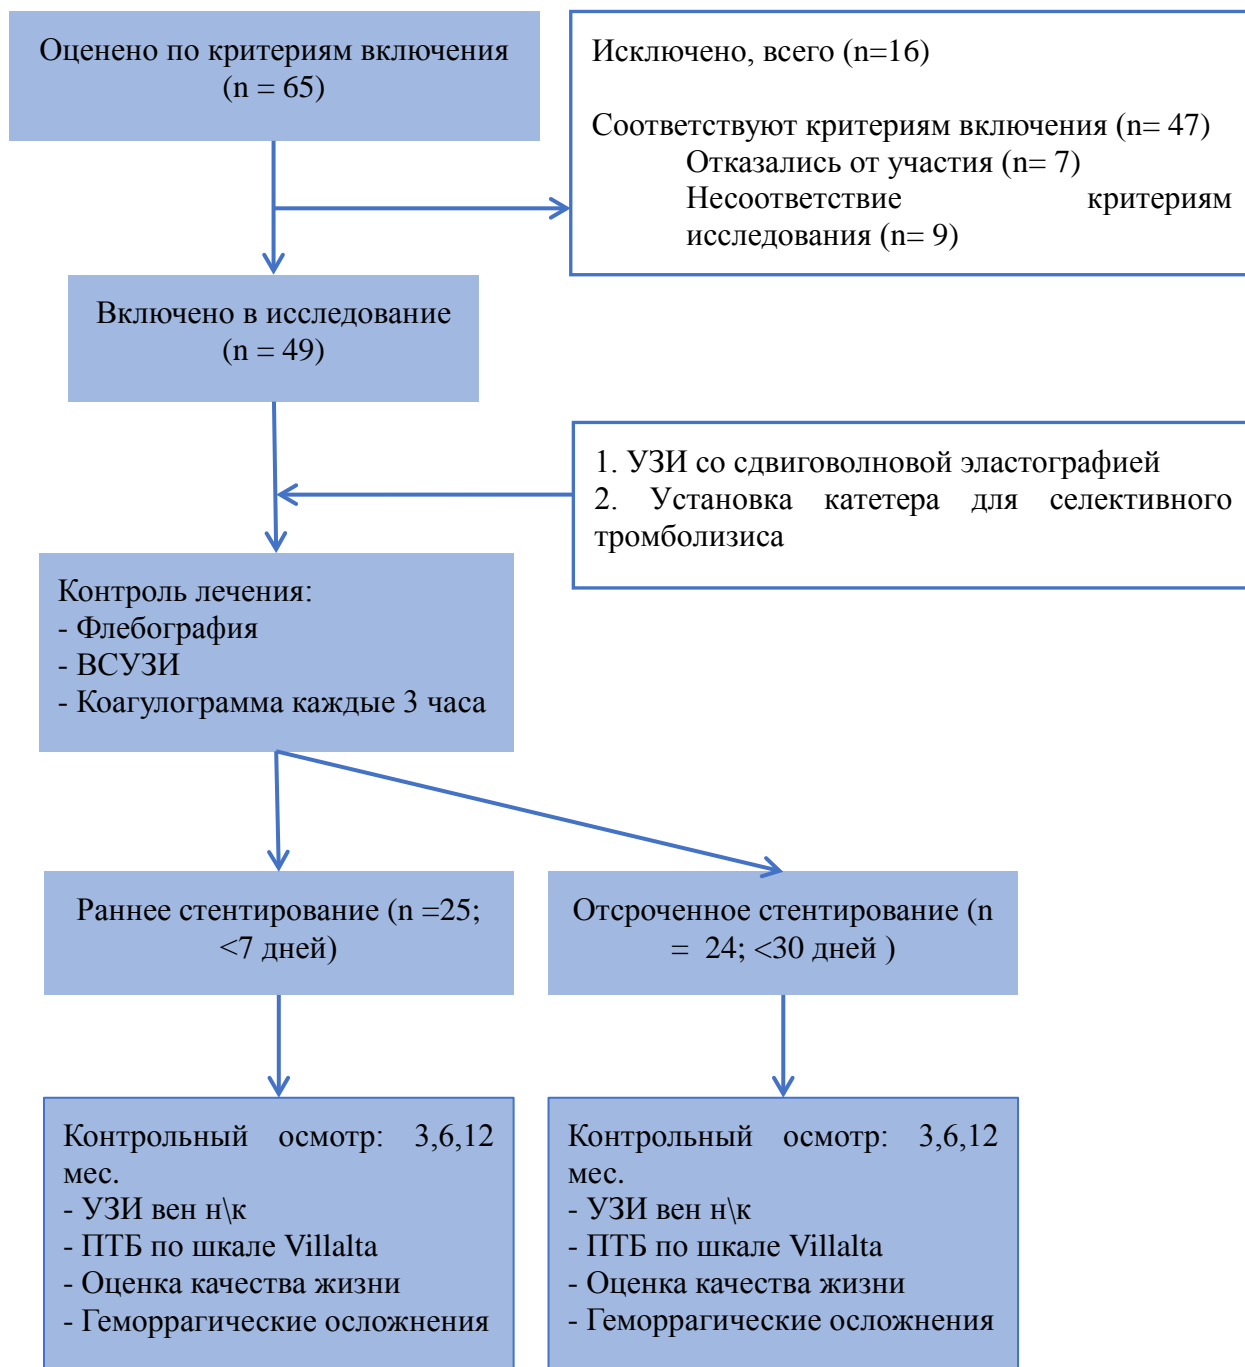 Оценено по критериям включения
(n = 65)
Исключено, всего (n=16)
Соответствуют критериям включения (n= 47)
Отказались от участия (n= 7)
Несоответствие критериям
исследования (n= 9)
Включено в исследование
(n = 49)
1. УЗИ со сдвиговолновой эластографией
2. Установка катетера для селективного
тромболизиса
Контроль лечения:
- Флебография
- ВСУЗИ
- Коагулограмма каждые 3 часа
Раннее стентирование (n =25;
<7 дней)
Отсроченное стентирование (n
= 24; <30 дней )
Контрольный осмотр: 3,6,12
мес.
- УЗИ вен н\к
- ПТБ по шкале Villalta
- Оценка качества жизни
- Геморрагические осложнения
Контрольный осмотр: 3,6,12
мес.
- УЗИ вен н\к
- ПТБ по шкале Villalta
- Оценка качества жизни
- Геморрагические осложнения